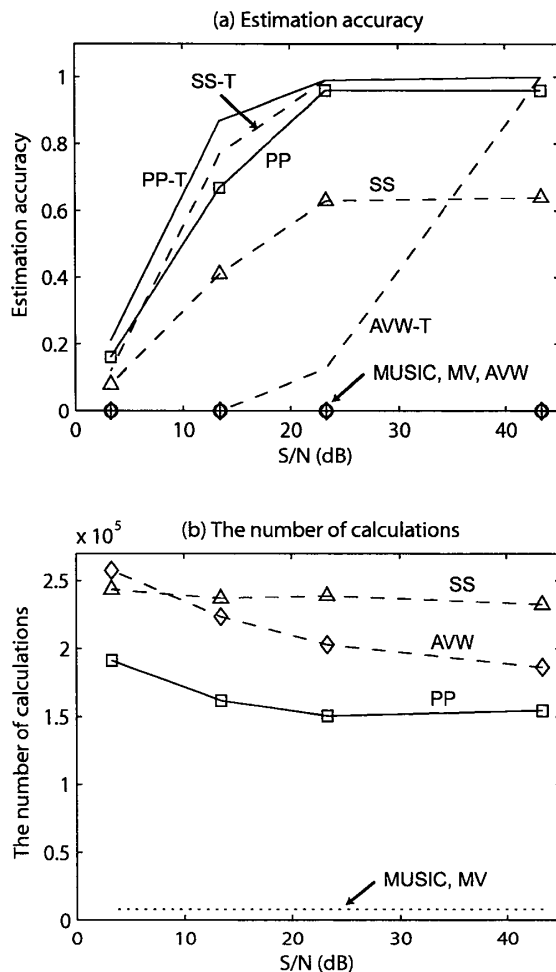 (a) Estimation accuracy
1
0.8
0.6
0.4
0.2
0
Estimation accuracy
SS-T
PP-T
PP
SS
AVW-T
MUSIC, MV, AVW
0 10 20 30 40
S/N (dB)
(b) The number of calculations
x 10^5
2.5
2
1.5
1
0.5
0
The number of calculations
SS
AVW
PP
MUSIC, MV
0 10 20 30 40
S/N (dB)